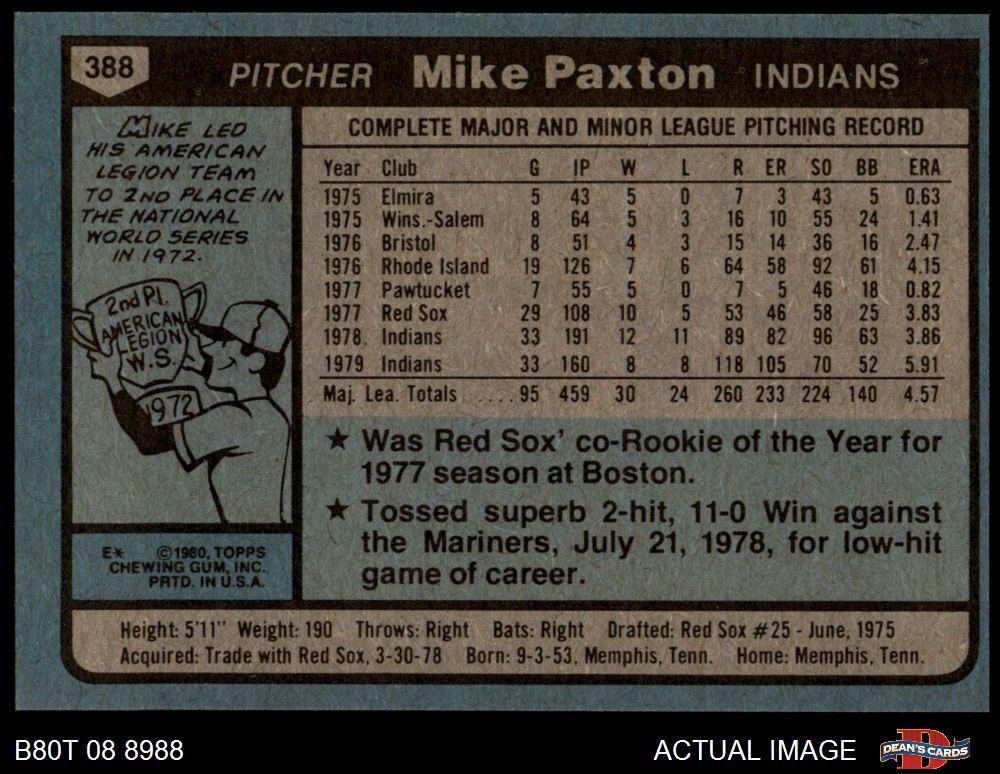 388 PITCHER Mike Paxton INDIANS
MIKE LED
HIS AMERICAN
LEGION TEAM
TO 2ND PLACE IN
THE NATIONAL
WORLD SERIES
IN 1972.
2nd Pl.
AMERICAN
LEGION
W.S.
1972
E* ©1980, TOPPS
CHEWING GUM, INC.
PRTD. IN U.S.A.
COMPLETE MAJOR AND MINOR LEAGUE PITCHING RECORD
Year Club G IP W L R ER SO BB ERA
1975 Elmira 5 43 5 0 7 3 43 5 0.63
1975 Wins.-Salem 8 64 5 3 16 10 55 24 1.41
1976 Bristol 8 51 4 3 15 14 36 16 2.47
1976 Rhode Island 19 126 7 6 64 58 92 61 4.15
1977 Pawtucket 7 55 5 0 7 5 46 18 0.82
1977 Red Sox 29 108 10 5 53 46 58 25 3.83
1978 Indians 33 191 12 11 89 82 96 63 3.86
1979 Indians 33 160 8 8 118 105 70 52 5.91
Maj. Lea. Totals ..... 95 459 30 24 260 233 224 140 4.57
★ Was Red Sox' co-Rookie of the Year for
1977 season at Boston.
★ Tossed superb 2-hit, 11-0 Win against
the Mariners, July 21, 1978, for low-hit
game of career.
Height: 5'11" Weight: 190 Throws: Right Bats: Right Drafted: Red Sox #25 - June, 1975
Acquired: Trade with Red Sox, 3-30-78 Born: 9-3-53, Memphis, Tenn. Home: Memphis, Tenn.
B80T 08 8988 ACTUAL IMAGE DEAN'S CARDS